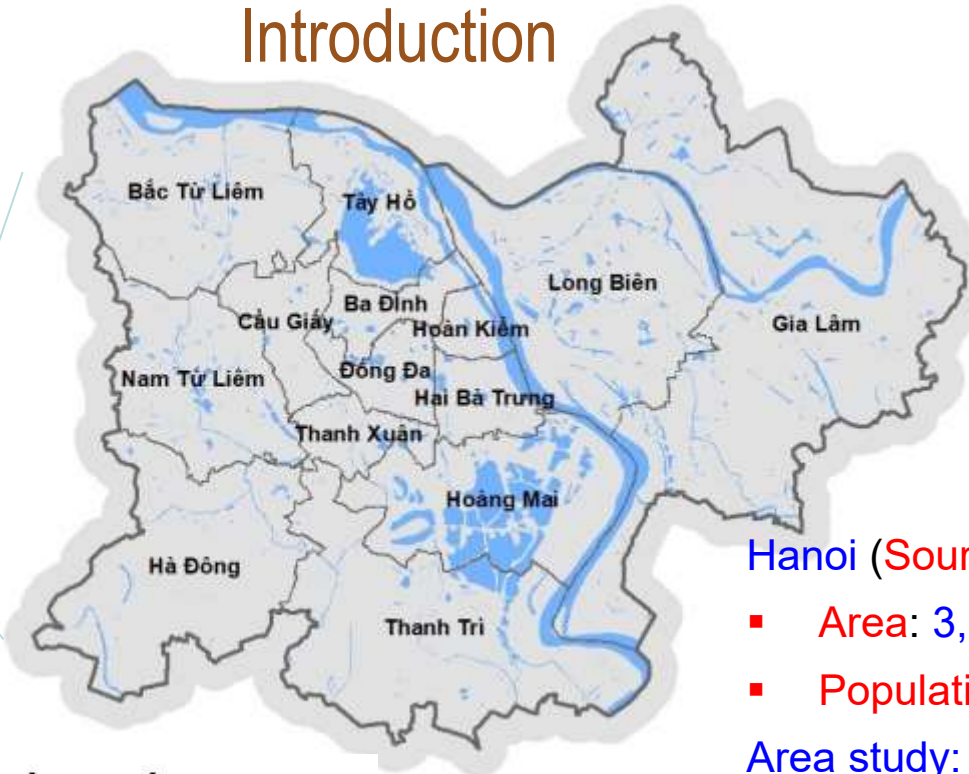 Introduction
Bắc Từ Liêm
Tây Hồ
Long Biên
Ba Đình
Cầu Giấy
Hoàn Kiếm
Gia Lâm
Đống Đa
Nam Từ Liêm
Hai Bà Trưng
Thanh Xuân
Hoàng Mai
Hà Đông
Thanh Trì
Hanoi (Sour
▪ Area: 3,
▪ Populati
Area study: